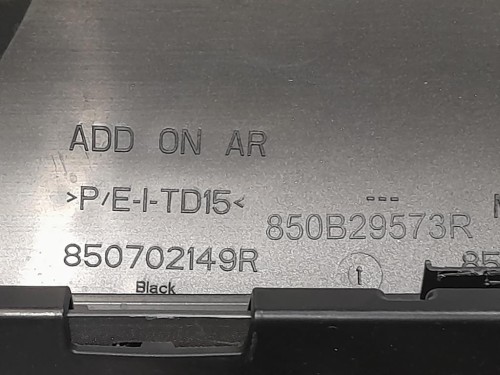 ADD ON AR
>P/E-I-TD15<
---
850B29573R
850702149R
Black